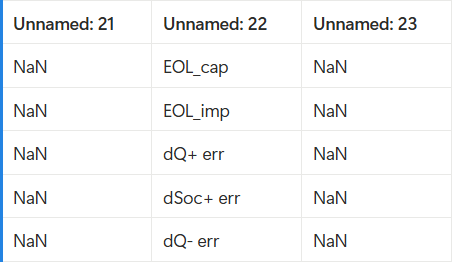 Unnamed: 21 Unnamed: 22 Unnamed: 23
NaN EOL_cap NaN
NaN EOL_imp NaN
NaN dQ+ err NaN
NaN dSoc+ err NaN
NaN dQ- err NaN